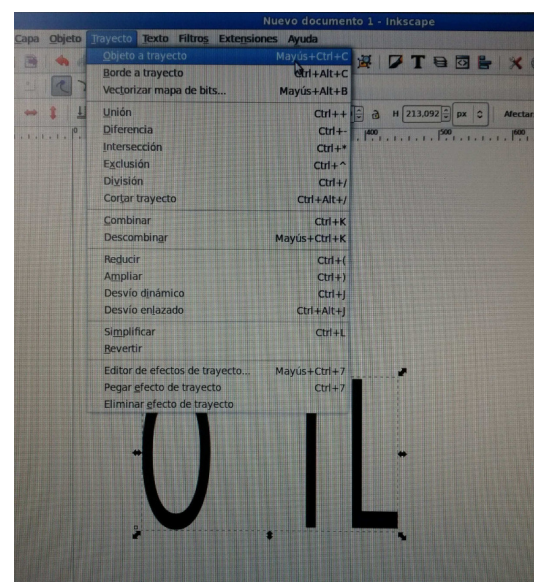 Nuevo documento 1 - Inkscape
Capa Objeto Trayecto Texto Filtros Extensiones Ayuda
Objeto a trayecto Mayús+Ctrl+C
Borde a trayecto Ctrl+Alt+C
Vectorizar mapa de bits... Mayús+Alt+B
H 213,092 px Afectar
Unión Ctrl++
Diferencia Ctrl+-
400 500 600
Intersección Ctrl+*
Exclusión Ctrl+^
División Ctrl+/
Cortar trayecto Ctrl+Alt+/
Combinar Ctrl+K
Descombinar Mayús+Ctrl+K
Reducir Ctrl+(
Ampliar Ctrl+)
Desvío dinámico Ctrl+J
Desvío enlazado Ctrl+Alt+J
Simplificar Ctrl+L
Revertir
Editor de efectos de trayecto... Mayús+Ctrl+7
Pegar efecto de trayecto Ctrl+7
Eliminar efecto de trayecto